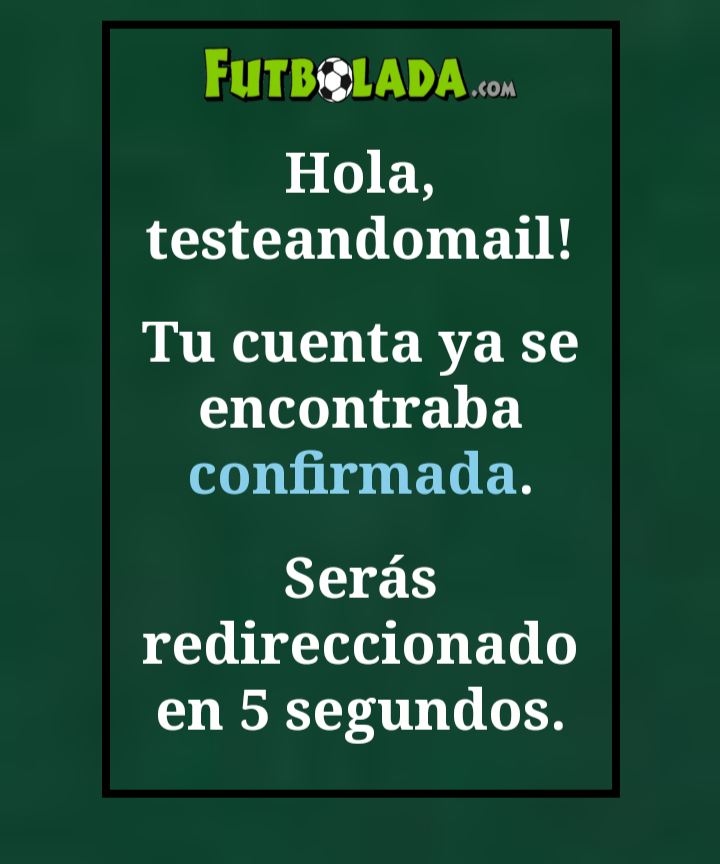 FUTBOLADA.COM
Hola,
testeandomail!
Tu cuenta ya se
encontraba
confirmada.
Serás
redireccionado
en 5 segundos.